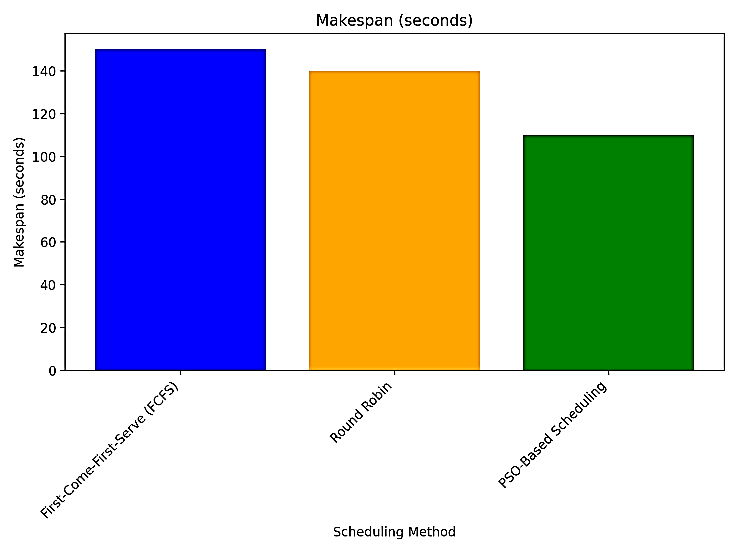 Makespan (seconds)
Makespan (seconds)
140
120
100
80
60
40
20
0
First-Come-First-Serve (FCFS)
Round Robin
PSO-Based Scheduling
Scheduling Method